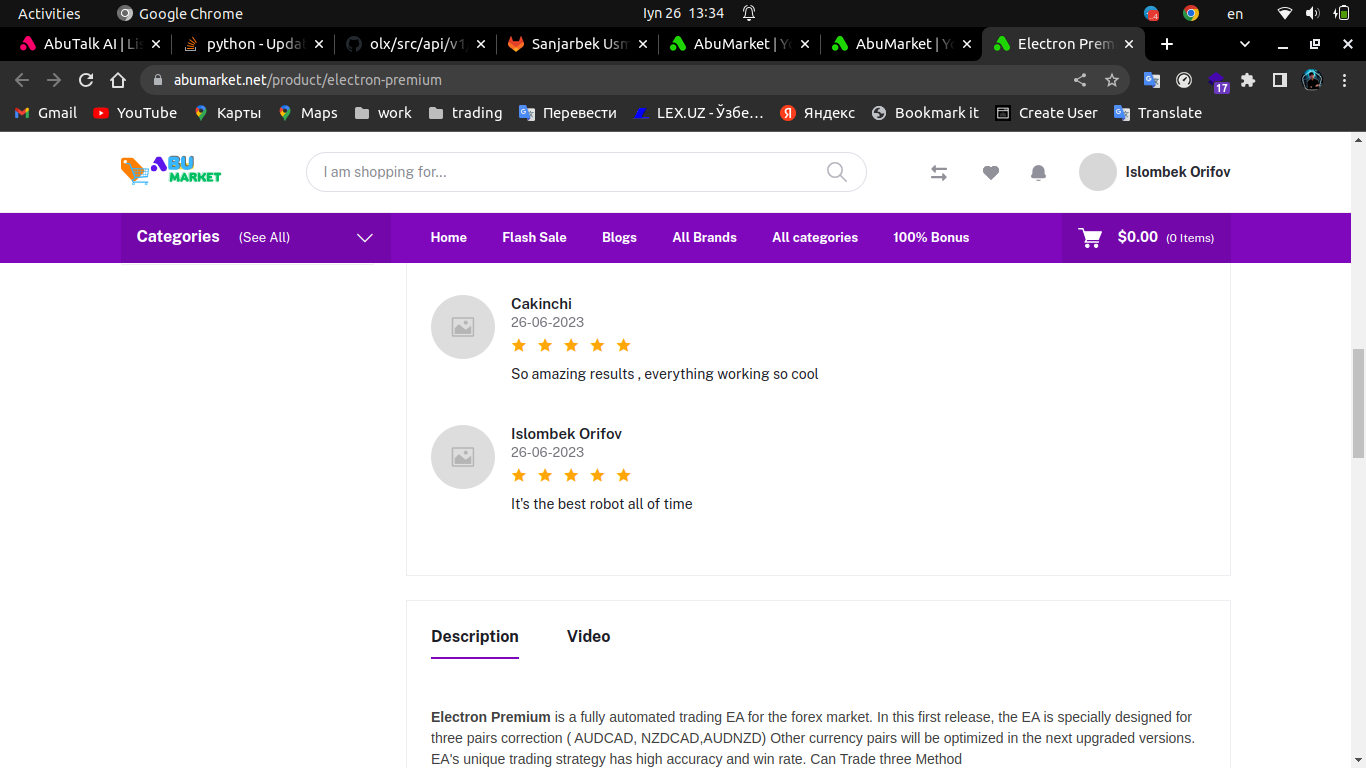 Activities
Google Chrome
Iyn 26 13:34
en
AbuTalk AI | Lis
python - Updat
olx/src/api/v1
Sanjarbek Usm
AbuMarket | Yo
AbuMarket | Yo
Electron Prem
abumarket.net/product/electron-premium
17
Gmail
YouTube
Карты
Maps
work
trading
Перевести
LEX.UZ - Ўзбе...
Яндекс
Bookmark it
Create User
Translate
ABU
MARKET
I am shopping for...
Islombek Orifov
Categories (See All)
Home
Flash Sale
Blogs
All Brands
All categories
100% Bonus
$0.00 (0 Items)
Cakinchi
26-06-2023
So amazing results , everything working so cool
Islombek Orifov
26-06-2023
It's the best robot all of time
Description
Video
Electron Premium is a fully automated trading EA for the forex market. In this first release, the EA is specially designed for
three pairs correction ( AUDCAD, NZDCAD,AUDNZD) Other currency pairs will be optimized in the next upgraded versions.
EA's unique trading strategy has high accuracy and win rate. Can Trade three Method